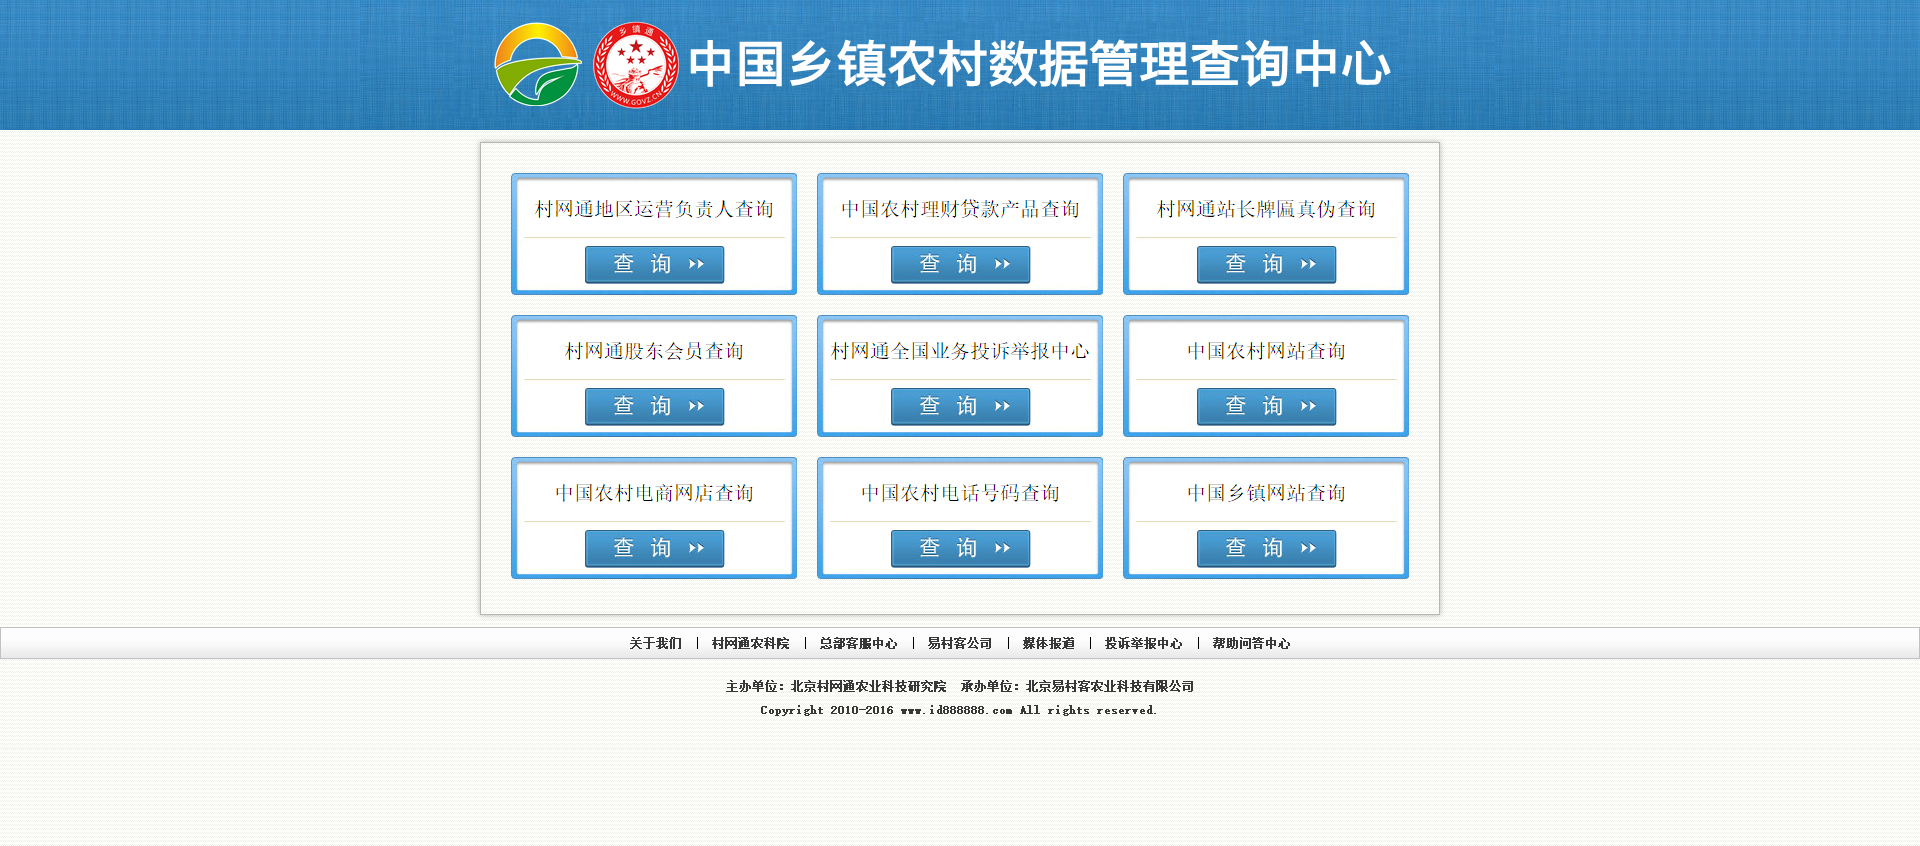 乡镇通
WWW.GOVZ.CN
中国乡镇农村数据管理查询中心
村网通地区运营负责人查询
中国农村理财贷款产品查询
村网通站长牌匾真伪查询
查 询
查 询
查 询
村网通股东会员查询
村网通全国业务投诉举报中心
中国农村网站查询
查 询
查 询
查 询
中国农村电商网店查询
中国农村电话号码查询
中国乡镇网站查询
查 询
查 询
查 询
关于我们 | 村网通农科院 | 总部客服中心 | 易村客公司 | 媒体报道 | 投诉举报中心 | 帮助问答中心
主办单位：北京村网通农业科技研究院 承办单位：北京易村客农业科技有限公司
Copyright 2010-2016 www.id888888.com All rights reserved.